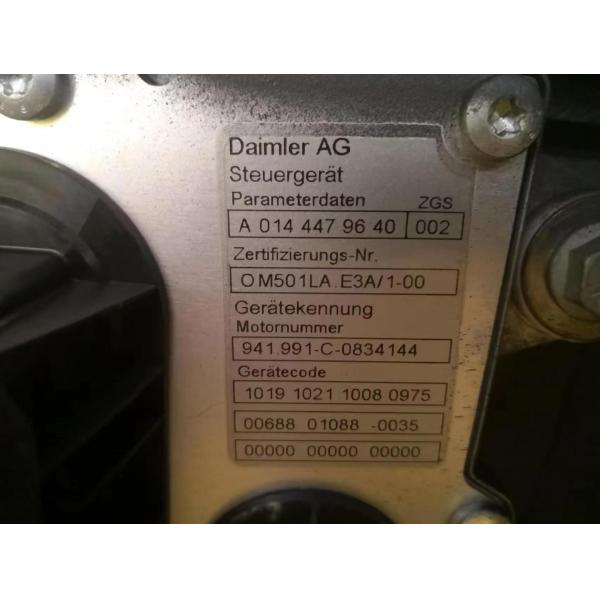 Daimler AG
Steuergerät
Parameterdaten ZGS
A 014 447 96 40 002
Zertifizierungs-Nr.
OM501LA.E3A/1-00
Gerätekennung
Motornummer
941.991-C-0834144
Gerätecode
1019 1021 1008 0975
00688 01088 -0035
00000 00000 00000